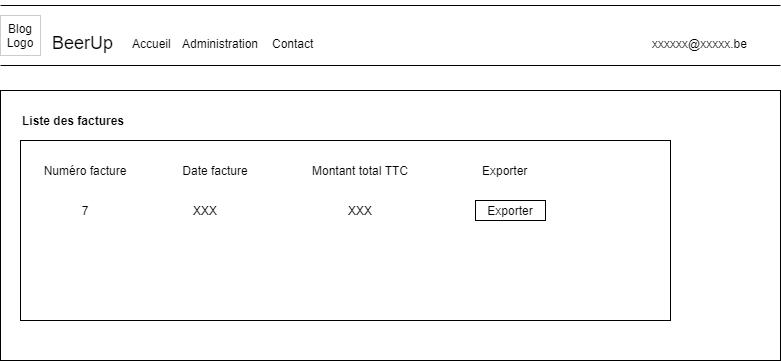 Blog
Logo
BeerUp Accueil Administration Contact xxxxxx@xxxxx.be
Liste des factures
Numéro facture Date facture Montant total TTC Exporter
7 XXX XXX Exporter